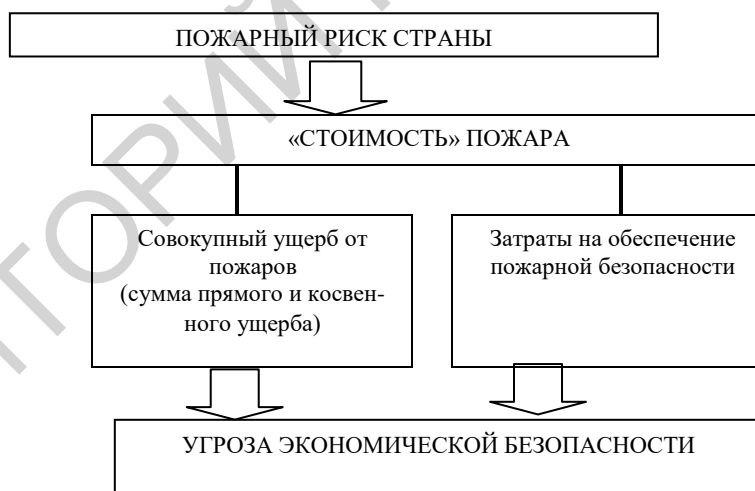 ПОЖАРНЫЙ РИСК СТРАНЫ
«СТОИМОСТЬ» ПОЖАРА
Совокупный ущерб от
пожаров
(сумма прямого и косвен-
ного ущерба)
Затраты на обеспечение
пожарной безопасности
УГРОЗА ЭКОНОМИЧЕСКОЙ БЕЗОПАСНОСТИ